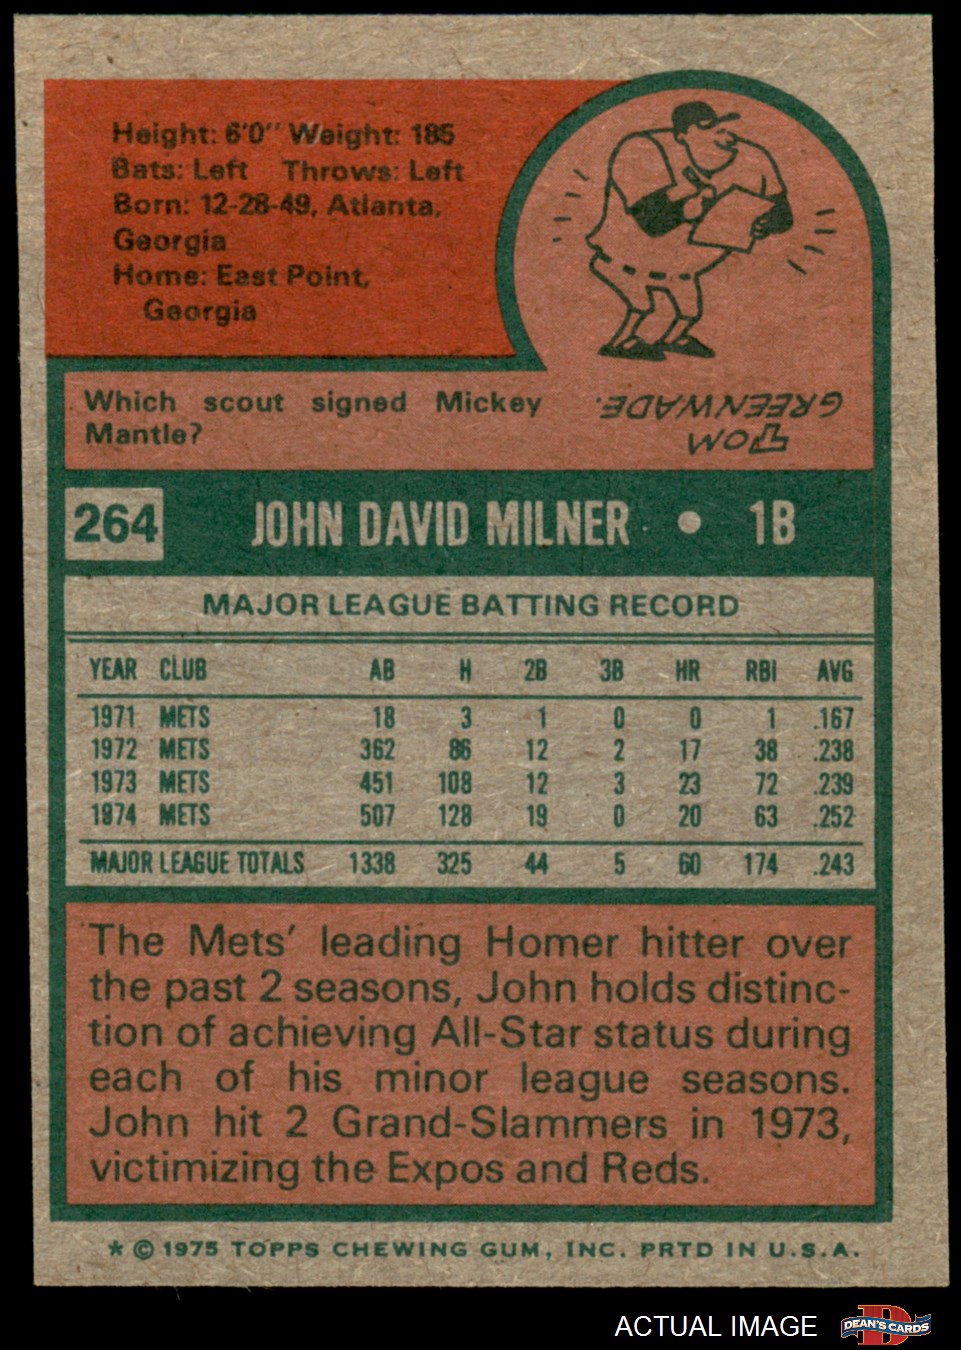 Height: 6'0" Weight: 185
Bats: Left Throws: Left
Born: 12-28-49, Atlanta,
Georgia
Home: East Point,
Georgia
Which scout signed Mickey
Mantle?
TOM
GREENWADE.
264 JOHN DAVID MILNER • 1B
MAJOR LEAGUE BATTING RECORD
YEAR CLUB AB H 2B 3B HR RBI AVG
1971 METS 18 3 1 0 0 1 .167
1972 METS 362 86 12 2 17 38 .238
1973 METS 451 108 12 3 23 72 .239
1974 METS 507 128 19 0 20 63 .252
MAJOR LEAGUE TOTALS 1338 325 44 5 60 174 .243
The Mets' leading Homer hitter over
the past 2 seasons, John holds distinc-
tion of achieving All-Star status during
each of his minor league seasons.
John hit 2 Grand-Slammers in 1973,
victimizing the Expos and Reds.
* © 1975 TOPPS CHEWING GUM, INC. PRTD IN U.S.A.
ACTUAL IMAGE
D
DEAN'S CARDS